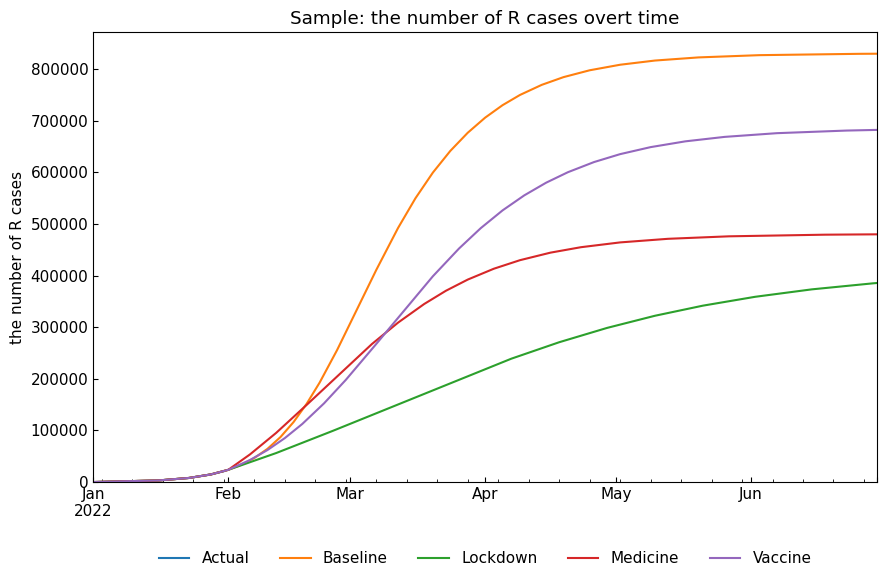 Sample: the number of R cases overt time
the number of R cases
800000
700000
600000
500000
400000
300000
200000
100000
0
Jan Feb Mar Apr May Jun
2022
Actual Baseline Lockdown Medicine Vaccine